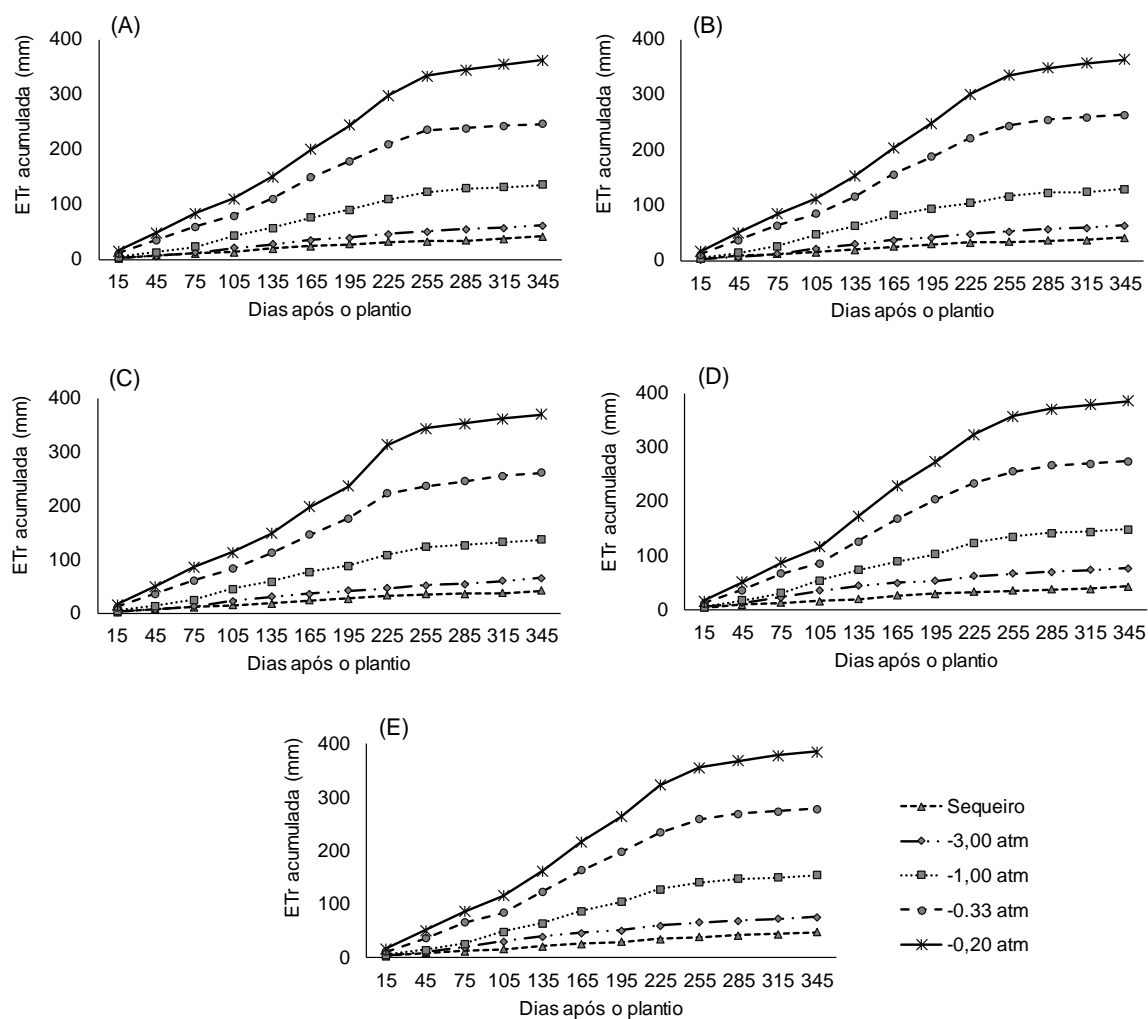 (A)
ETr acumulada (mm)
400
300
200
100
0
15 45 75 105 135 165 195 225 255 285 315 345
Dias após o plantio
(B)
ETr acumulada (mm)
400
300
200
100
0
15 45 75 105 135 165 195 225 255 285 315 345
Dias após o plantio
(C)
ETr acumulada (mm)
400
300
200
100
0
15 45 75 105 135 165 195 225 255 285 315 345
Dias após o plantio
(D)
ETr acumulada (mm)
400
300
200
100
0
15 45 75 105 135 165 195 225 255 285 315 345
Dias após o plantio
(E)
ETr acumulada (mm)
400
300
200
100
0
15 45 75 105 135 165 195 225 255 285 315 345
Dias após o plantio
Sequeiro
-3,00 atm
-1,00 atm
-0.33 atm
-0,20 atm